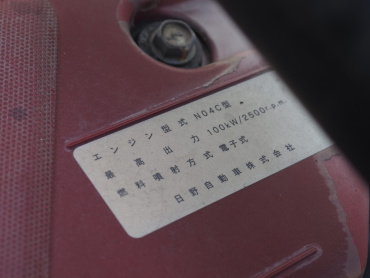 エンジン型式 N04C型
最高出力 100kW/2500r.p.m.
燃料噴射方式 電子式
日野自動車株式会社